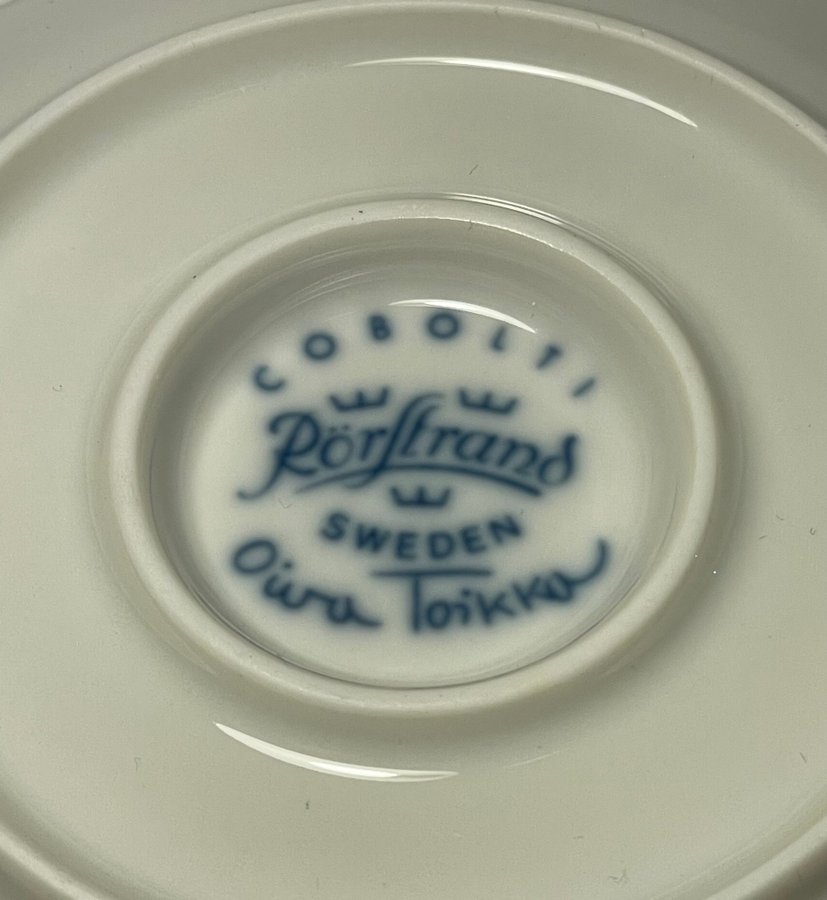 COBOLTI
Rörstrand
SWEDEN
Oiva Toikka